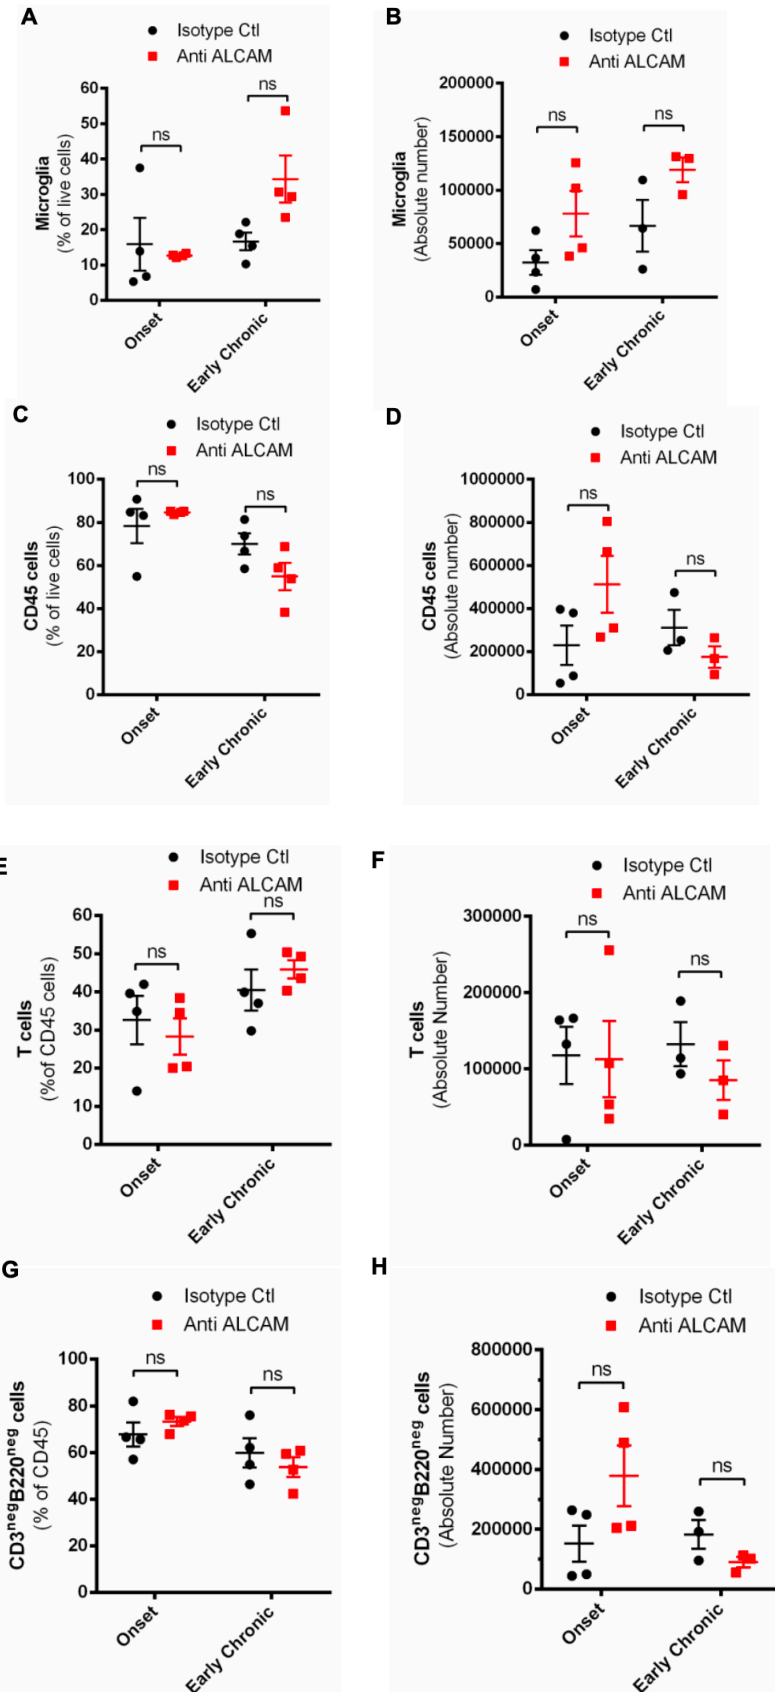 A
Isotype Ctl
Anti ALCAM
Microglia
(% of live cells)
60
50
40
30
20
10
0
ns
ns
Onset
Early Chronic
B
Isotype Ctl
Anti ALCAM
Microglia
(Absolute number)
200000
150000
100000
50000
0
ns
ns
Onset
Early Chronic
C
Isotype Ctl
Anti ALCAM
CD45 cells
(% of live cells)
100
80
60
40
20
0
ns
ns
Onset
Early Chronic
D
Isotype Ctl
Anti ALCAM
CD45 cells
(Absolute number)
1000000
800000
600000
400000
200000
0
ns
ns
Onset
Early Chronic
E
Isotype Ctl
Anti ALCAM
T cells
(%of CD45 cells)
60
50
40
30
20
10
0
ns
ns
Onset
Early Chronic
F
Isotype Ctl
Anti ALCAM
T cells
(Absolute Number)
300000
200000
100000
0
ns
ns
Onset
Early Chronic
G
Isotype Ctl
Anti ALCAM
CD3negB220neg cells
(% of CD45)
100
80
60
40
20
0
ns
ns
Onset
Early Chronic
H
Isotype Ctl
Anti ALCAM
CD3negB220neg cells
(Absolute Number)
800000
600000
400000
200000
0
ns
ns
Onset
Early Chronic